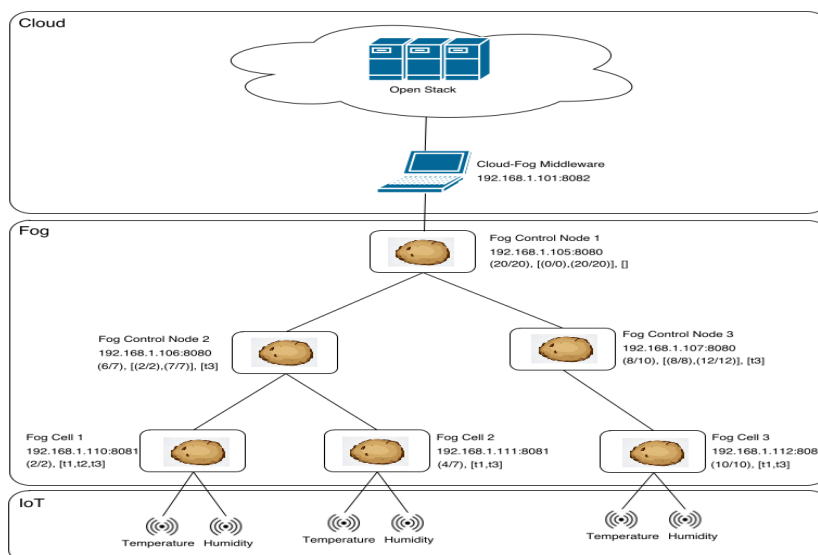 Cloud
Open Stack
Cloud-Fog Middleware
192.168.1.101:8082
Fog
Fog Control Node 1
192.168.1.105:8080
(20/20), [(0/0),(20/20)], []
Fog Control Node 2
192.168.1.106:8080
(6/7), [(2/2),(7/7)], [t3]
Fog Control Node 3
192.168.1.107:8080
(8/10), [(8/8),(12/12)], [t3]
Fog Cell 1
192.168.1.110:8081
(2/2), [t1,t2,t3]
Fog Cell 2
192.168.1.111:8081
(4/7), [t1,t3]
Fog Cell 3
192.168.1.112:808
(10/10), [t1,t3]
IoT
Temperature Humidity
Temperature Humidity
Temperature Humidity